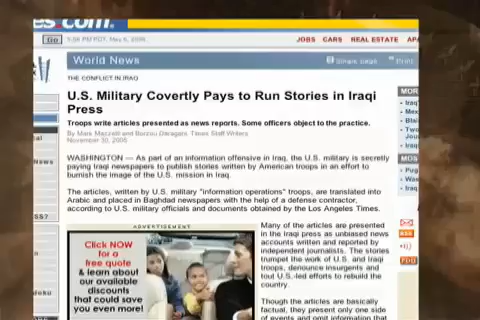 es.com
Go
1:56 PM PDT, May 6, 2006
JOBS CARS REAL ESTATE
World News
Print
THE CONFLICT IN IRAQ
U.S. Military Covertly Pays to Run Stories in Iraqi
Press
Troops write articles presented as news reports. Some officers object to the practice.
By Mark Mazzetti and Borzou Daragahi, Times Staff Writers
November 30, 2005
WASHINGTON — As part of an information offensive in Iraq, the U.S. military is secretly
paying Iraqi newspapers to publish stories written by American troops in an effort to
burnish the image of the U.S. mission in Iraq.
The articles, written by U.S. military "information operations" troops, are translated into
Arabic and placed in Baghdad newspapers with the help of a defense contractor,
according to U.S. military officials and documents obtained by the Los Angeles Times.
ADVERTISEMENT
Click NOW
for a
free quote
& learn about
our available
discounts
that could save
you even more!
Many of the articles are presented
in the Iraqi press as unbiased news
accounts written and reported by
independent journalists. The stories
trumpet the work of U.S. and Iraqi
troops, denounce insurgents and
tout U.S.-led efforts to rebuild the
country.
Though the articles are basically
factual, they present only one side
of events and omit information that
MOR
Iraq
RSS